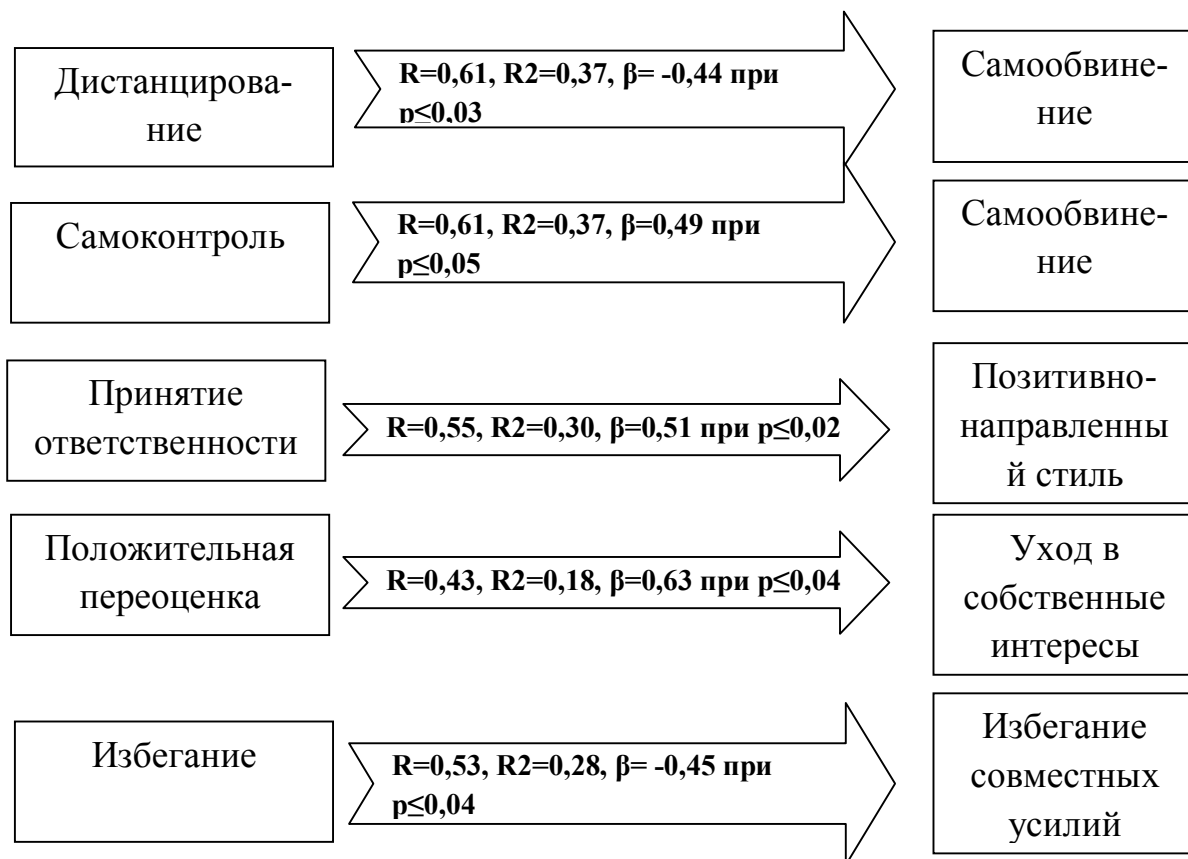 Дистанцирова-
ние
R=0,61, R2=0,37, β= -0,44 при
p≤0,03
Самообвине-
ние
Самоконтроль
R=0,61, R2=0,37, β=0,49 при
p≤0,05
Самообвине-
ние
Принятие
ответственности
R=0,55, R2=0,30, β=0,51 при p≤0,02
Позитивно-
направленны
й стиль
Положительная
переоценка
R=0,43, R2=0,18, β=0,63 при p≤0,04
Уход в
собственные
интересы
Избегание
R=0,53, R2=0,28, β= -0,45 при
p≤0,04
Избегание
совместных
усилий